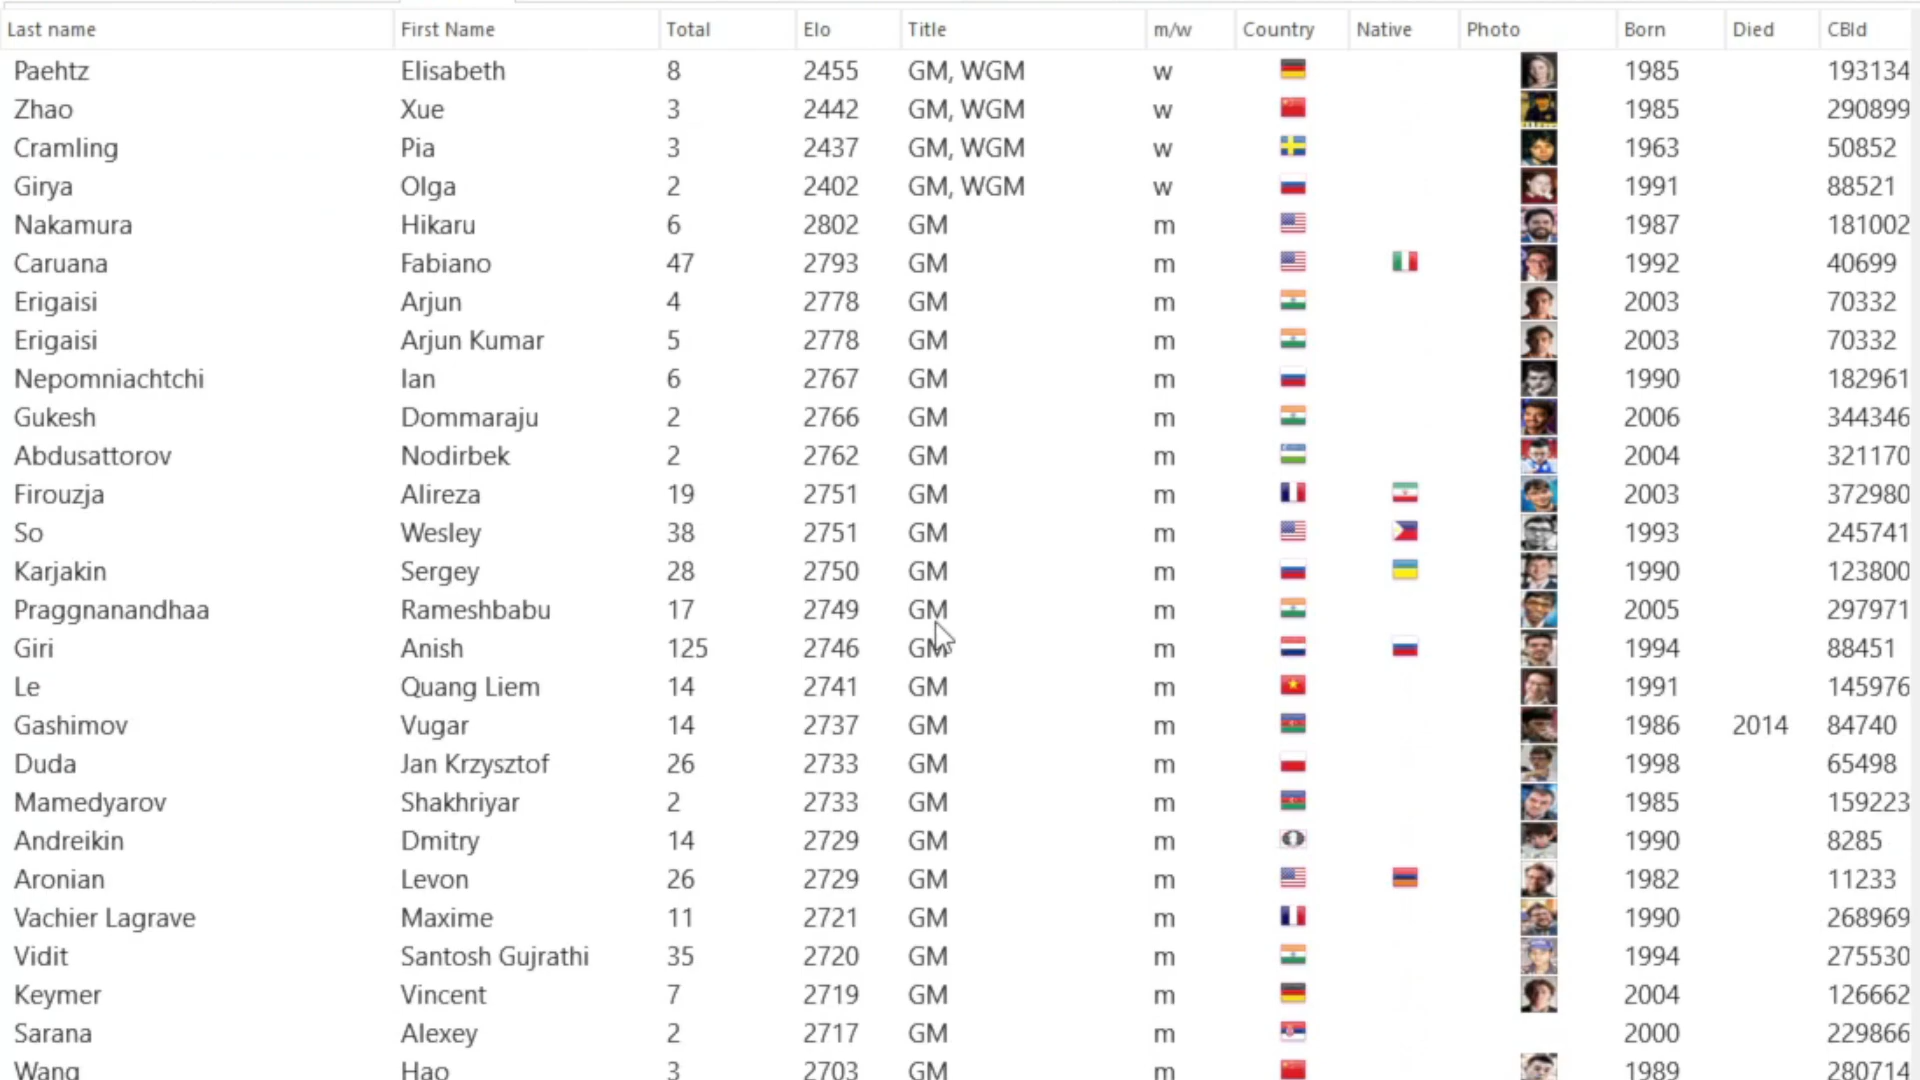 Last name First Name Total Elo Title m/w Country Native Photo Born Died CBId
Paehtz Elisabeth 8 2455 GM, WGM w 1985 193134
Zhao Xue 3 2442 GM, WGM w 1985 290899
Cramling Pia 3 2437 GM, WGM w 1963 50852
Girya Olga 2 2402 GM, WGM w 1991 88521
Nakamura Hikaru 6 2802 GM m 1987 181002
Caruana Fabiano 47 2793 GM m 1992 40699
Erigaisi Arjun 4 2778 GM m 2003 70332
Erigaisi Arjun Kumar 5 2778 GM m 2003 70332
Nepomniachtchi Ian 6 2767 GM m 1990 182961
Gukesh Dommaraju 2 2766 GM m 2006 344346
Abdusattorov Nodirbek 2 2762 GM m 2004 321170
Firouzja Alireza 19 2751 GM m 2003 372980
So Wesley 38 2751 GM m 1993 245741
Karjakin Sergey 28 2750 GM m 1990 123800
Praggnanandhaa Rameshbabu 17 2749 GM m 2005 297971
Giri Anish 125 2746 GM m 1994 88451
Le Quang Liem 14 2741 GM m 1991 145976
Gashimov Vugar 14 2737 GM m 1986 2014 84740
Duda Jan Krzysztof 26 2733 GM m 1998 65498
Mamedyarov Shakhriyar 2 2733 GM m 1985 159223
Andreikin Dmitry 14 2729 GM m 1990 8285
Aronian Levon 26 2729 GM m 1982 11233
Vachier Lagrave Maxime 11 2721 GM m 1990 268969
Vidit Santosh Gujrathi 35 2720 GM m 1994 275530
Keymer Vincent 7 2719 GM m 2004 126662
Sarana Alexey 2 2717 GM m 2000 229866
Wang Hao 3 2703 GM m 1989 280714